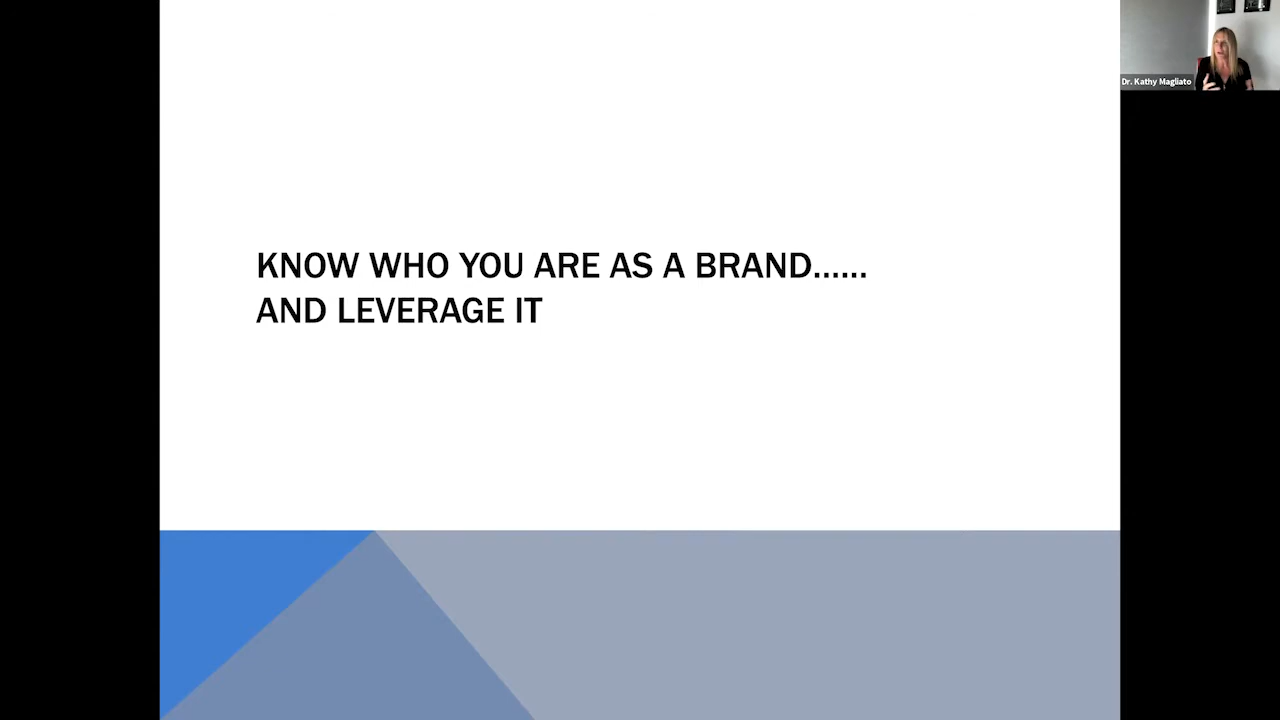 Dr. Kathy Magliato
KNOW WHO YOU ARE AS A BRAND......
AND LEVERAGE IT